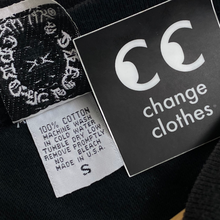 change
clothes
100% COTTON
MACHINE WASH
IN COLD WATER
TUMBLE DRY LOW
REMOVE PROMPTLY
NO BLEACH
MADE IN U.S.A.
S